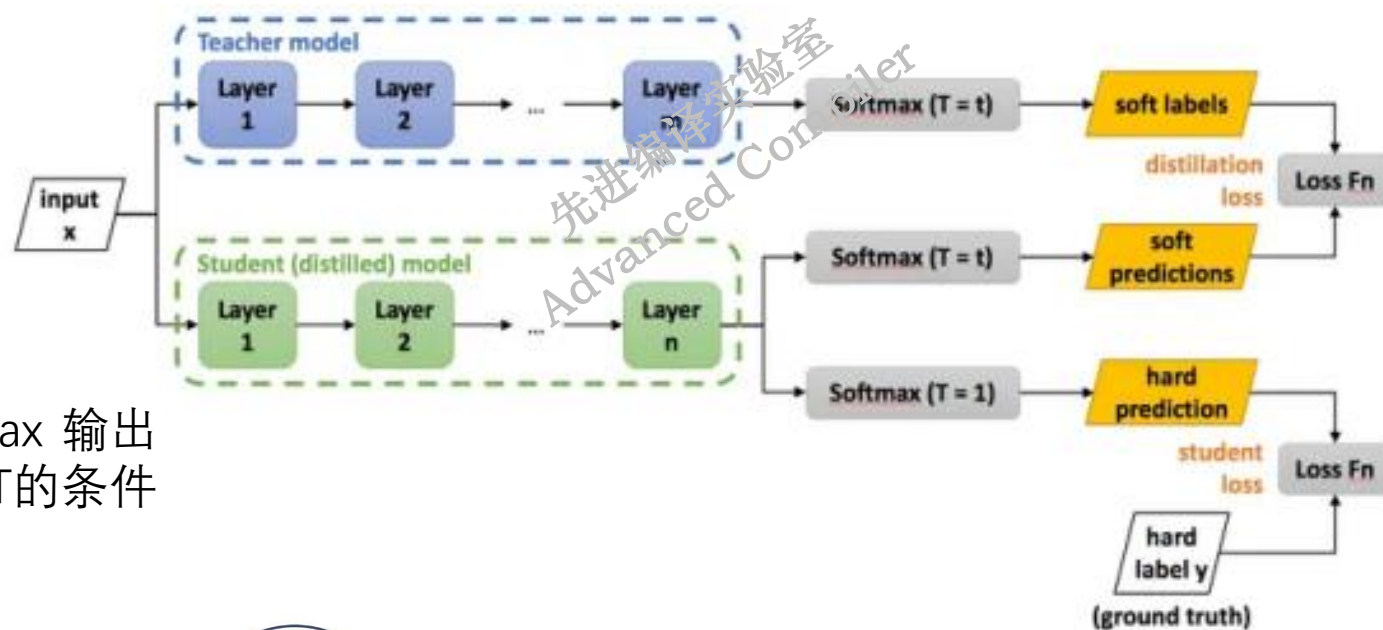 Teacher model
Layer
1
Layer
2
...
Layer
m
Softmax (T = t)
soft labels
distillation
loss
Loss Fn
input
x
Student (distilled) model
Layer
1
Layer
2
...
Layer
n
Softmax (T = t)
soft
predictions
Softmax (T = 1)
hard
prediction
student
loss
Loss Fn
hard
label y
(ground truth)
ax 输出
T的条件
先进编译实验室
Advanced Compiler